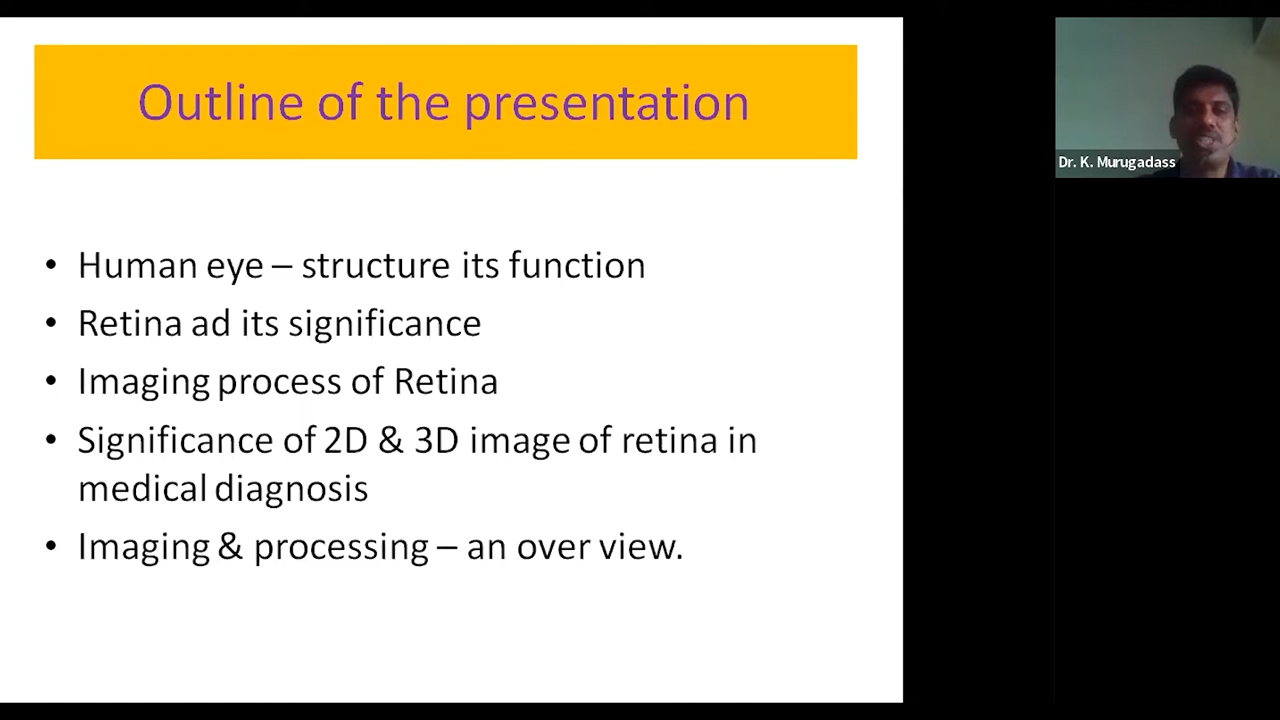 Outline of the presentation
Dr. K. Murugadass
• Human eye – structure its function
• Retina ad its significance
• Imaging process of Retina
• Significance of 2D & 3D image of retina in
medical diagnosis
• Imaging & processing – an over view.